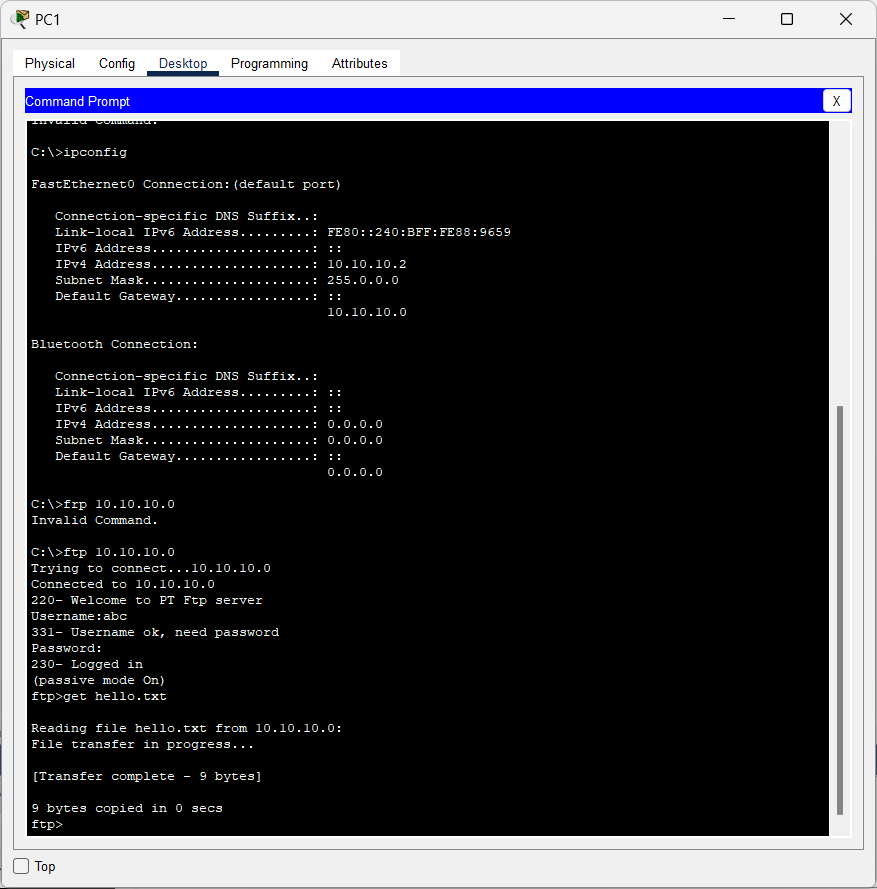 PC1
Physical Config Desktop Programming Attributes
Command Prompt X
Invalid Command.
C:\>ipconfig
FastEthernet0 Connection:(default port)
Connection-specific DNS Suffix..:
Link-local IPv6 Address.........: FE80::240:BFF:FE88:9659
IPv6 Address....................: ::
IPv4 Address....................: 10.10.10.2
Subnet Mask.....................: 255.0.0.0
Default Gateway.................: ::
10.10.10.0
Bluetooth Connection:
Connection-specific DNS Suffix..:
Link-local IPv6 Address.........: ::
IPv6 Address....................: ::
IPv4 Address....................: 0.0.0.0
Subnet Mask.....................: 0.0.0.0
Default Gateway.................: ::
0.0.0.0
C:\>frp 10.10.10.0
Invalid Command.
C:\>ftp 10.10.10.0
Trying to connect...10.10.10.0
Connected to 10.10.10.0
220- Welcome to PT Ftp server
Username:abc
331- Username ok, need password
Password:
230- Logged in
(passive mode On)
ftp>get hello.txt
Reading file hello.txt from 10.10.10.0:
File transfer in progress...
[Transfer complete - 9 bytes]
9 bytes copied in 0 secs
ftp>
Top